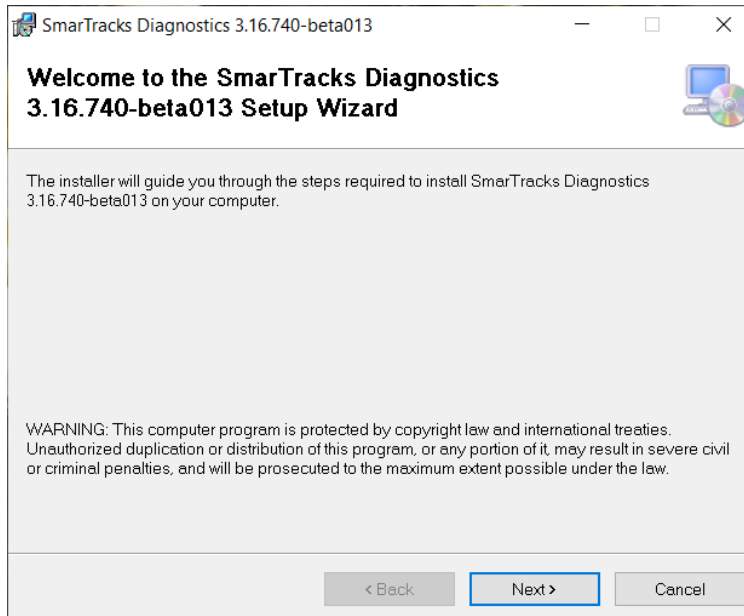 SmarTracks Diagnostics 3.16.740-beta013
Welcome to the SmarTracks Diagnostics
3.16.740-beta013 Setup Wizard
The installer will guide you through the steps required to install SmarTracks Diagnostics
3.16.740-beta013 on your computer.
WARNING: This computer program is protected by copyright law and international treaties.
Unauthorized duplication or distribution of this program, or any portion of it, may result in severe civil
or criminal penalties, and will be prosecuted to the maximum extent possible under the law.
< Back Next > Cancel